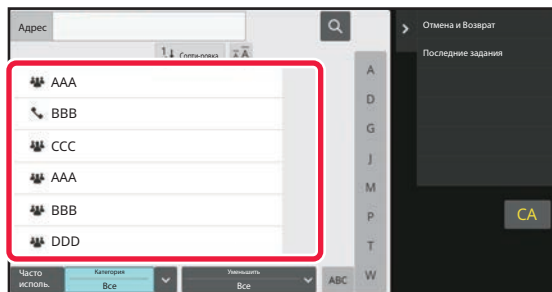 Адрес
Сорти-ровка
AAA
BBB
CCC
AAA
BBB
DDD
A
D
G
J
M
P
T
W
Часто исполь.
Категория
Все
Уменьшить
Все
ABC
Отмена и Возврат
Последние задания
CA